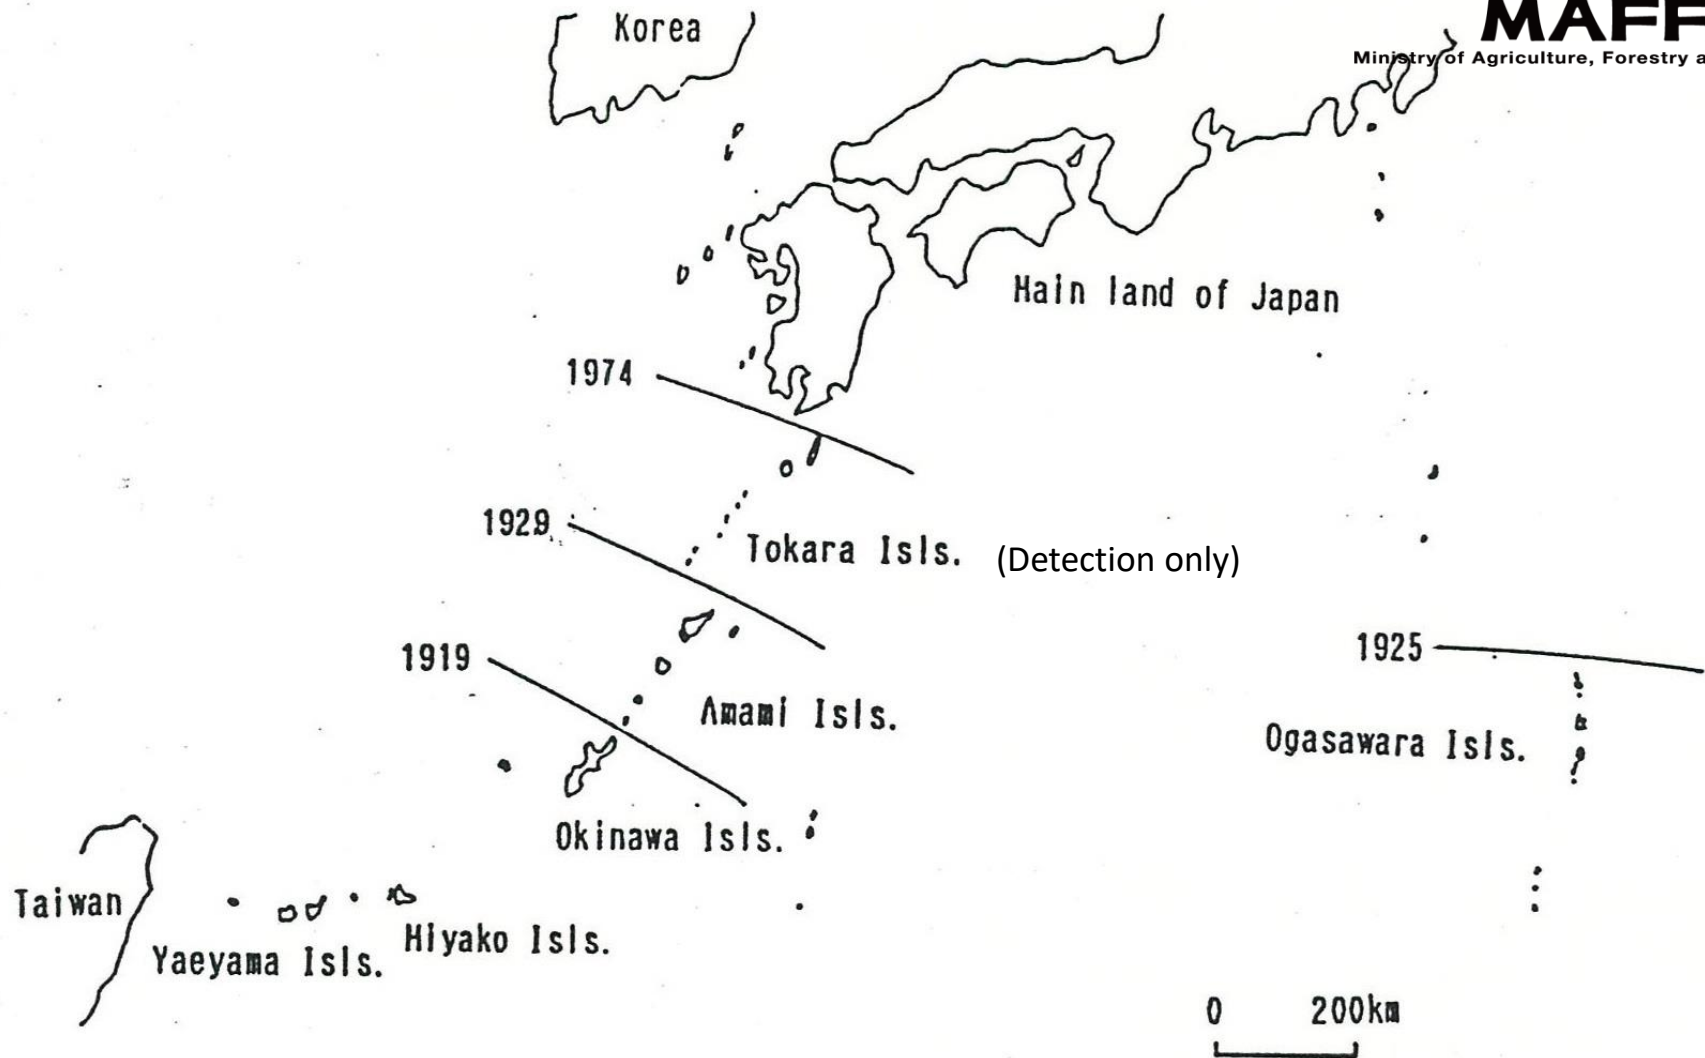 MAFF
Ministry of Agriculture, Forestry a
Korea
Hain land of Japan
1974
1929
Tokara Isls. (Detection only)
1919
1925
Amami Isls.
Ogasawara Isls.
Okinawa Isls.
Taiwan
Hiyako Isls.
Yaeyama Isls.
0 200km